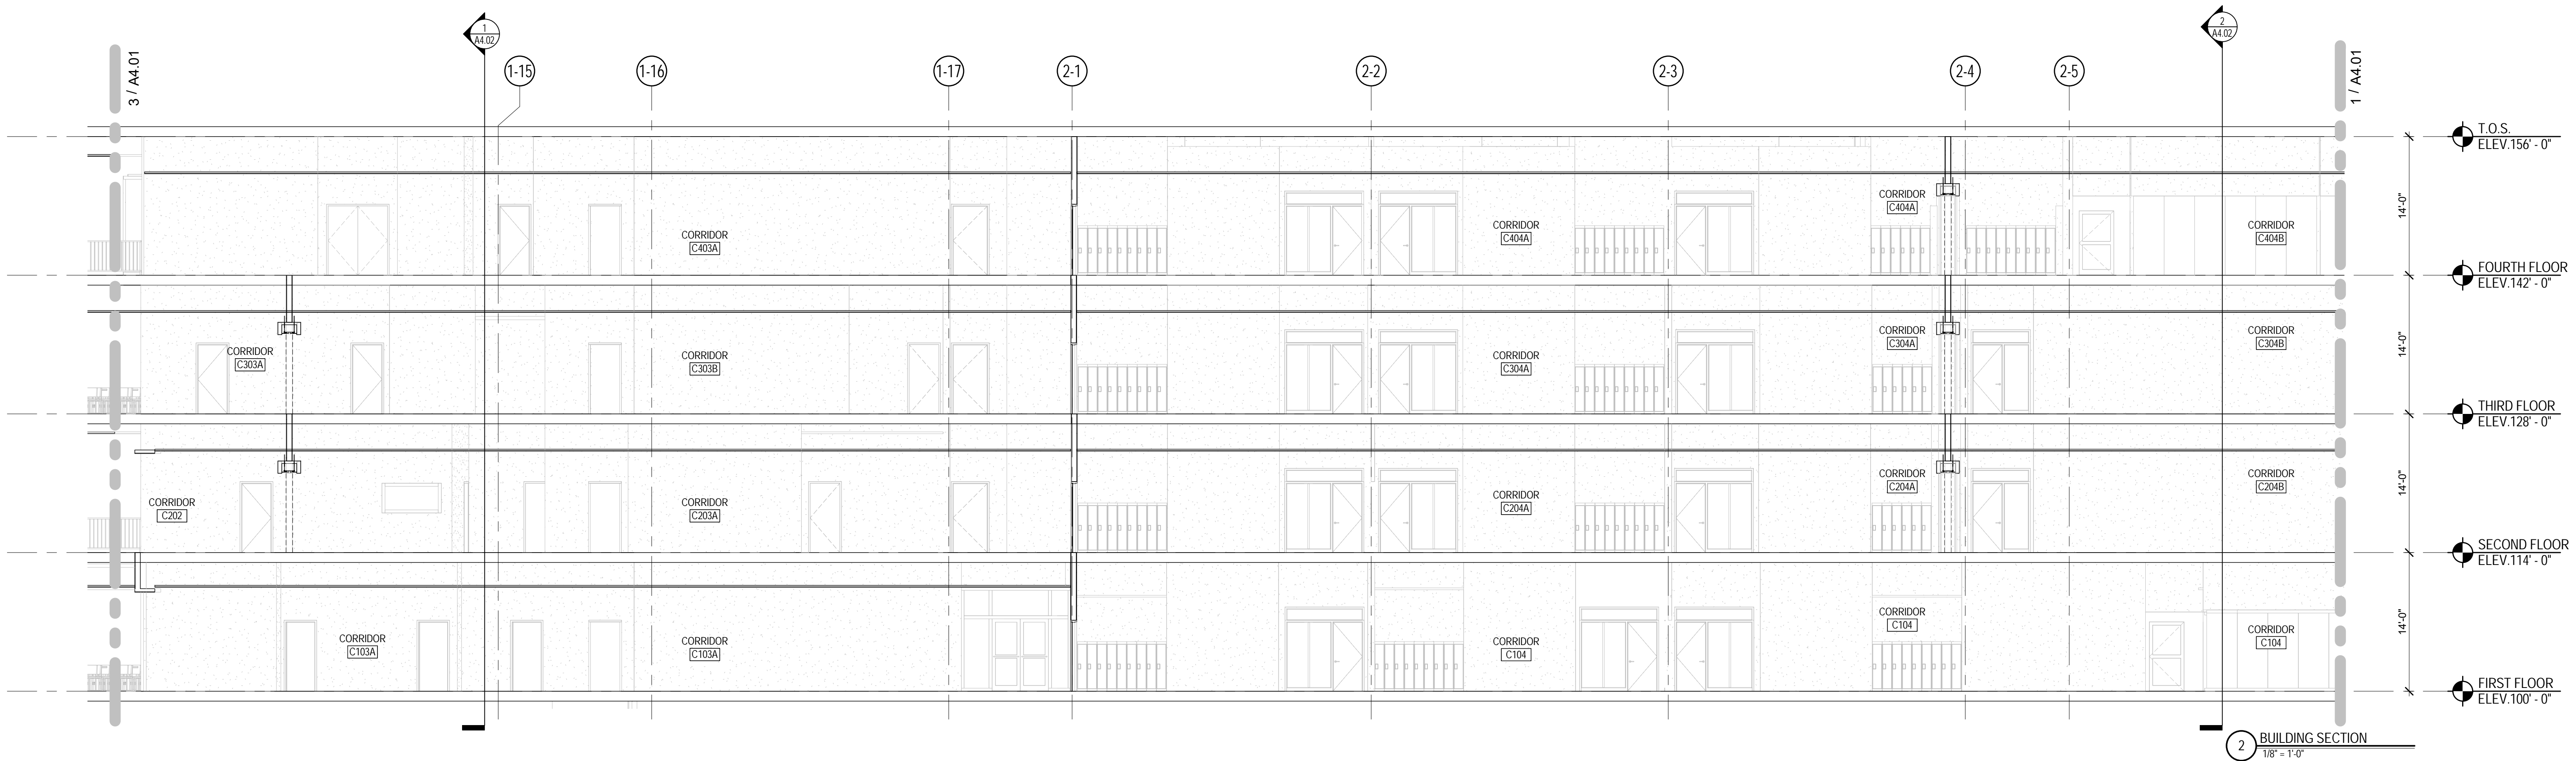 3 / A4.01
1
A4.02
1-15
1-16
1-17
2-1
2-2
2-3
2-4
2-5
2
A4.02
1 / A4.01
T.O.S.
ELEV.156' - 0"
14'-0"
CORRIDOR
C403A
CORRIDOR
C404A
CORRIDOR
C404A
CORRIDOR
C404B
FOURTH FLOOR
ELEV.142' - 0"
14'-0"
CORRIDOR
C303A
CORRIDOR
C303B
CORRIDOR
C304A
CORRIDOR
C304A
CORRIDOR
C304B
THIRD FLOOR
ELEV.128' - 0"
14'-0"
CORRIDOR
C202
CORRIDOR
C203A
CORRIDOR
C204A
CORRIDOR
C204A
CORRIDOR
C204B
SECOND FLOOR
ELEV.114' - 0"
14'-0"
CORRIDOR
C103A
CORRIDOR
C103A
CORRIDOR
C104
CORRIDOR
C104
CORRIDOR
C104
FIRST FLOOR
ELEV.100' - 0"
2
BUILDING SECTION
1/8" = 1'-0"